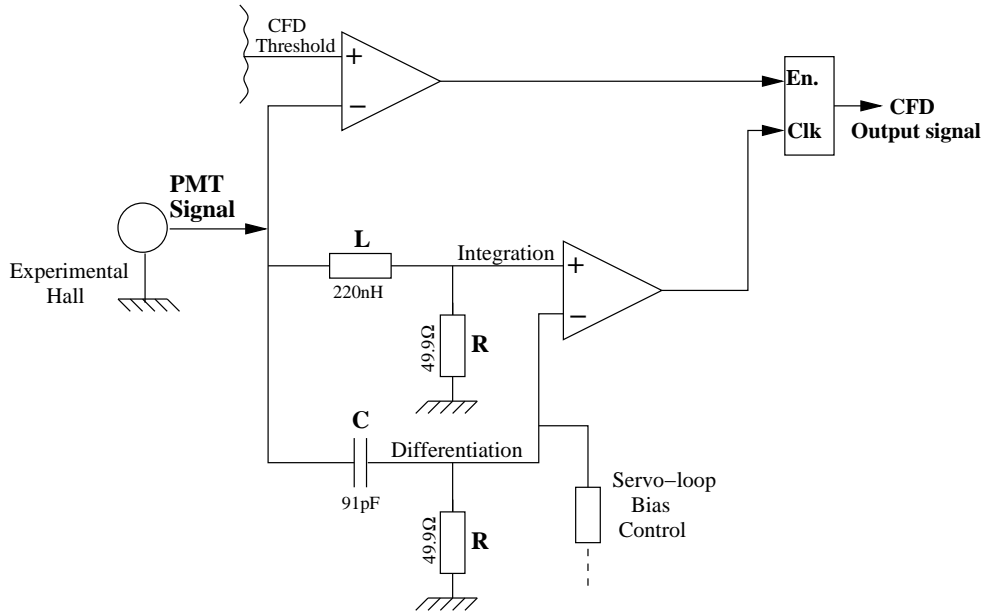 CFD
Threshold
+
−
En.
Clk
CFD
Output signal
PMT
Signal
Experimental
Hall
L
220nH
Integration
+
−
49.9Ω
R
C
91pF
Differentiation
49.9Ω
R
Servo−loop
Bias
Control